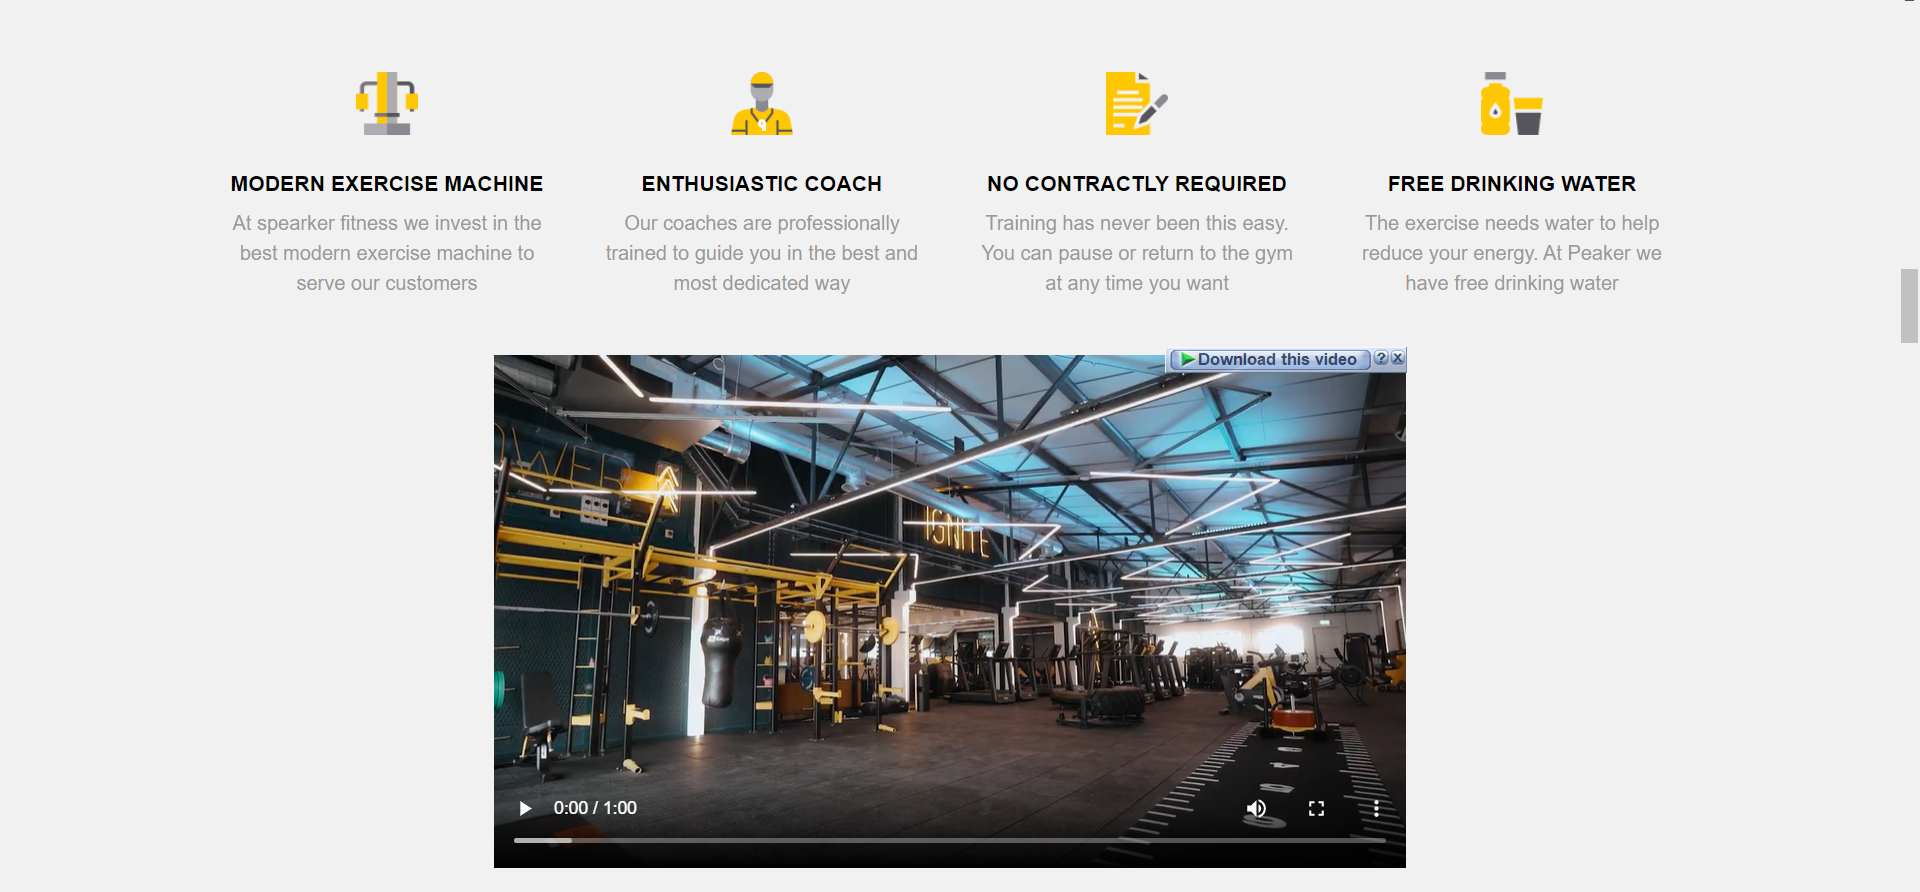 MODERN EXERCISE MACHINE
At spearker fitness we invest in the
best modern exercise machine to
serve our customers
ENTHUSIASTIC COACH
Our coaches are professionally
trained to guide you in the best and
most dedicated way
NO CONTRACTLY REQUIRED
Training has never been this easy.
You can pause or return to the gym
at any time you want
FREE DRINKING WATER
The exercise needs water to help
reduce your energy. At Peaker we
have free drinking water
Download this video
?
X
IGNITE
0:00 / 1:00